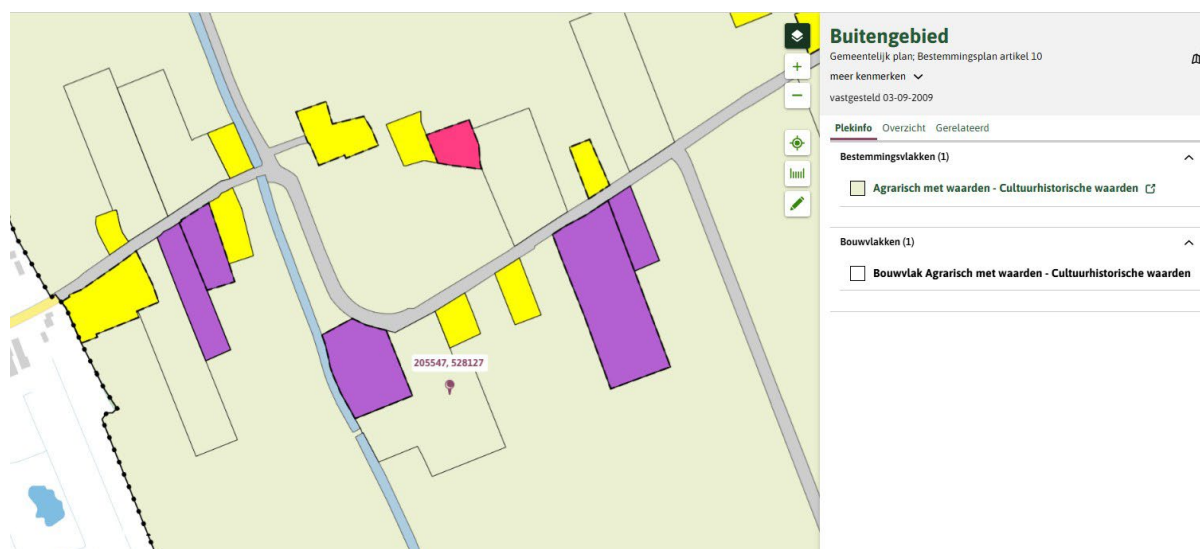 205547, 528127
Buitengebied
Gemeentelijk plan; Bestemmingsplan artikel 10
meer kenmerken
vastgesteld 03-09-2009
Plekinfo Overzicht Gerelateerd
Bestemmingsvlakken (1)
Agrarisch met waarden - Cultuurhistorische waarden
Bouwvlakken (1)
Bouwvlak Agrarisch met waarden - Cultuurhistorische waarden